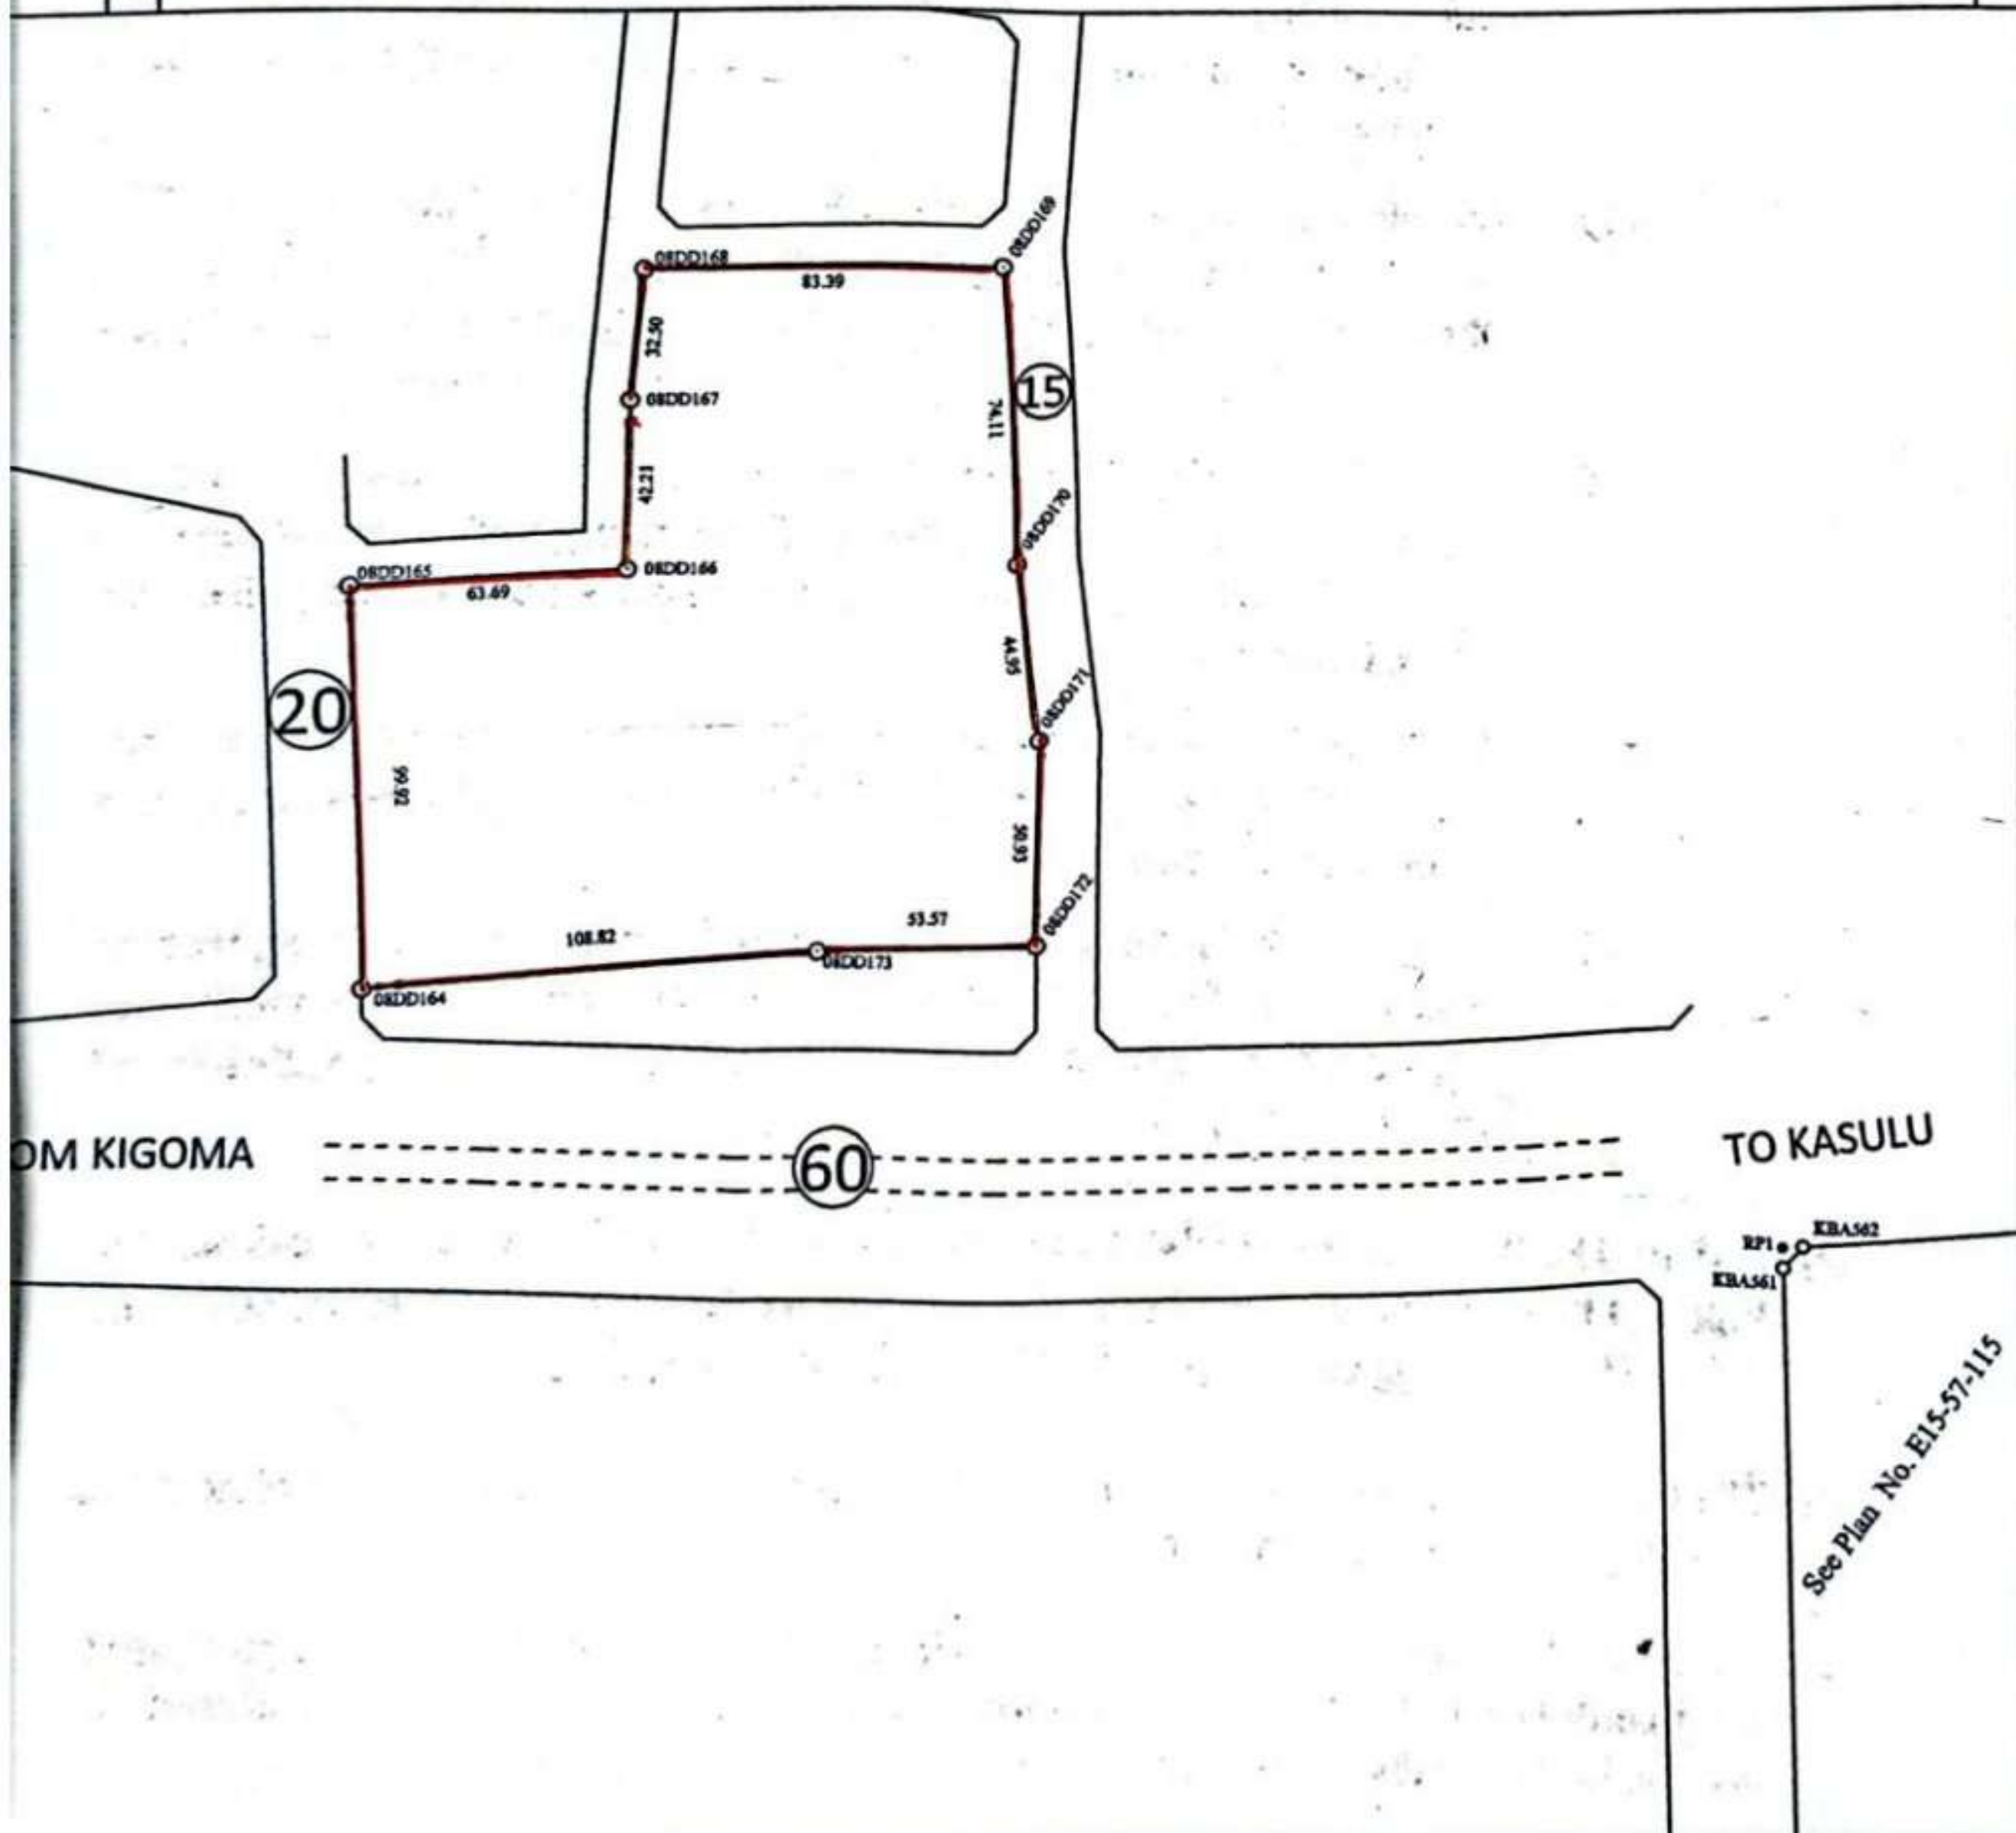 08DD169
08DD168
83.39
32.50
15
08DD167
74.11
42.21
08DD170
08DD165
08DD166
63.69
44.95
08DD171
20
99.92
50.93
08DD172
53.57
108.82
08DD173
08DD164
OM KIGOMA
60
TO KASULU
KBA562
RP1
KBA561
See Plan No. E15-57-115